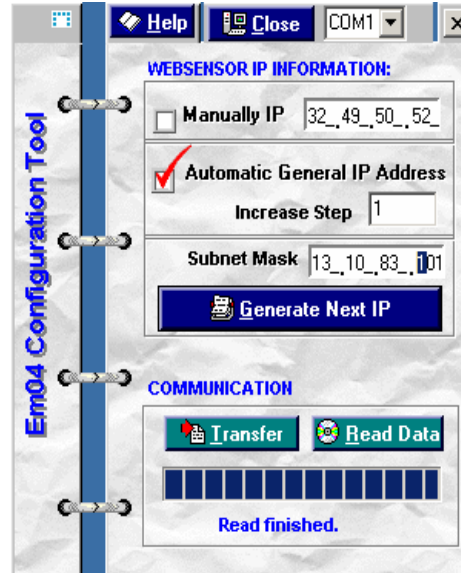 Help Close COM1
WEBSENSOR IP INFORMATION:
Manually IP 32_.49_.50_.52_
Automatic General IP Address
Increase Step 1
Subnet Mask 13_.10_.83_.101
Generate Next IP
COMMUNICATION
Transfer Read Data
Read finished.
Em04 Configuration Tool